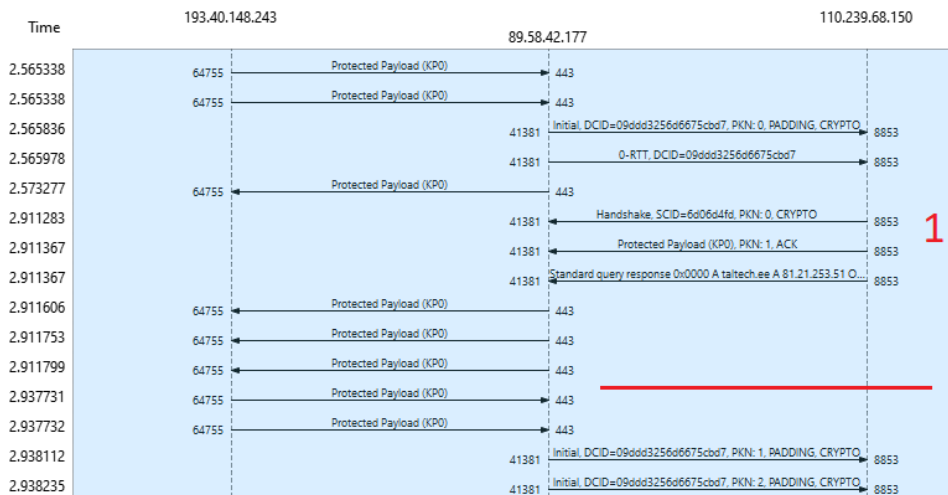 193.40.148.243 110.239.68.150
Time
89.58.42.177
2.565338 64755 Protected Payload (KP0) 443
2.565338 64755 Protected Payload (KP0) 443
2.565836 41381 Initial, DCID=09ddd3256d6675cbd7, PKN: 0, PADDING, CRYPTO 8853
2.565978 41381 0-RTT, DCID=09ddd3256d6675cbd7 8853
2.573277 64755 Protected Payload (KP0) 443
2.911283 41381 Handshake, SCID=6d06d4fd, PKN: 0, CRYPTO 8853 1
2.911367 41381 Protected Payload (KP0), PKN: 1, ACK 8853
2.911367 41381 Standard query response 0x0000 A taltech.ee A 81.21.253.51 O... 8853
2.911606 64755 Protected Payload (KP0) 443
2.911753 64755 Protected Payload (KP0) 443
2.911799 64755 Protected Payload (KP0) 443
2.937731 64755 Protected Payload (KP0) 443
2.937732 64755 Protected Payload (KP0) 443
2.938112 41381 Initial, DCID=09ddd3256d6675cbd7, PKN: 1, PADDING, CRYPTO 8853
2.938235 41381 Initial, DCID=09ddd3256d6675cbd7, PKN: 2, PADDING, CRYPTO 8853